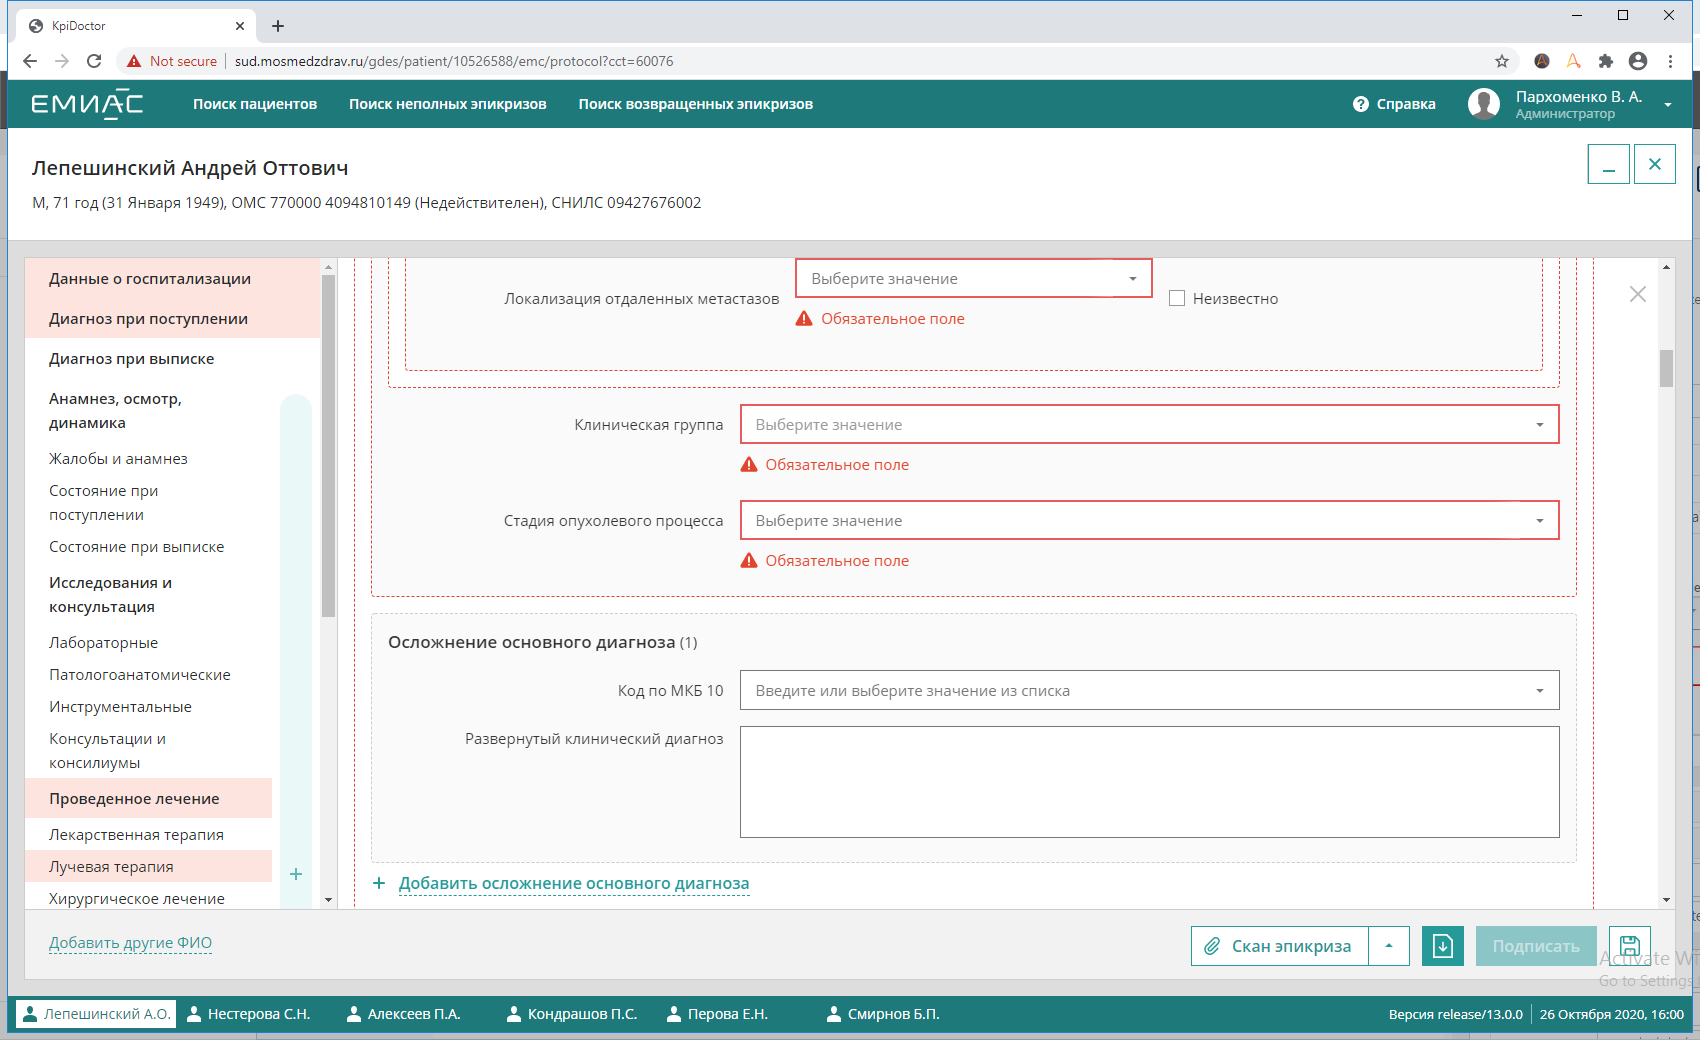 KpiDoctor
Not secure
sud.mosmedzdrav.ru/gdes/patient/10526588/emc/protocol?cct=60076
ЕМИАС
Поиск пациентов
Поиск неполных эпикризов
Поиск возвращенных эпикризов
Справка
Пархоменко В. А.
Администратор
Лепешинский Андрей Оттович
М, 71 год (31 Января 1949), ОМС 770000 4094810149 (Недействителен), СНИЛС 09427676002
Данные о госпитализации
Диагноз при поступлении
Диагноз при выписке
Анамнез, осмотр,
динамика
Жалобы и анамнез
Состояние при
поступлении
Состояние при выписке
Исследования и
консультация
Лабораторные
Патологоанатомические
Инструментальные
Консультации и
консилиумы
Проведенное лечение
Лекарственная терапия
Лучевая терапия
Хирургическое лечение
Локализация отдаленных метастазов
Выберите значение
Неизвестно
Обязательное поле
Клиническая группа
Выберите значение
Обязательное поле
Стадия опухолевого процесса
Выберите значение
Обязательное поле
Осложнение основного диагноза (1)
Код по МКБ 10
Введите или выберите значение из списка
Развернутый клинический диагноз
+ Добавить осложнение основного диагноза
Добавить другие ФИО
Скан эпикриза
Подписать
Activate Wi
Go to Settings
Лепешинский А.О.
Нестерова С.Н.
Алексеев П.А.
Кондрашов П.С.
Перова Е.Н.
Смирнов Б.П.
Версия release/13.0.0
26 Октября 2020, 16:00